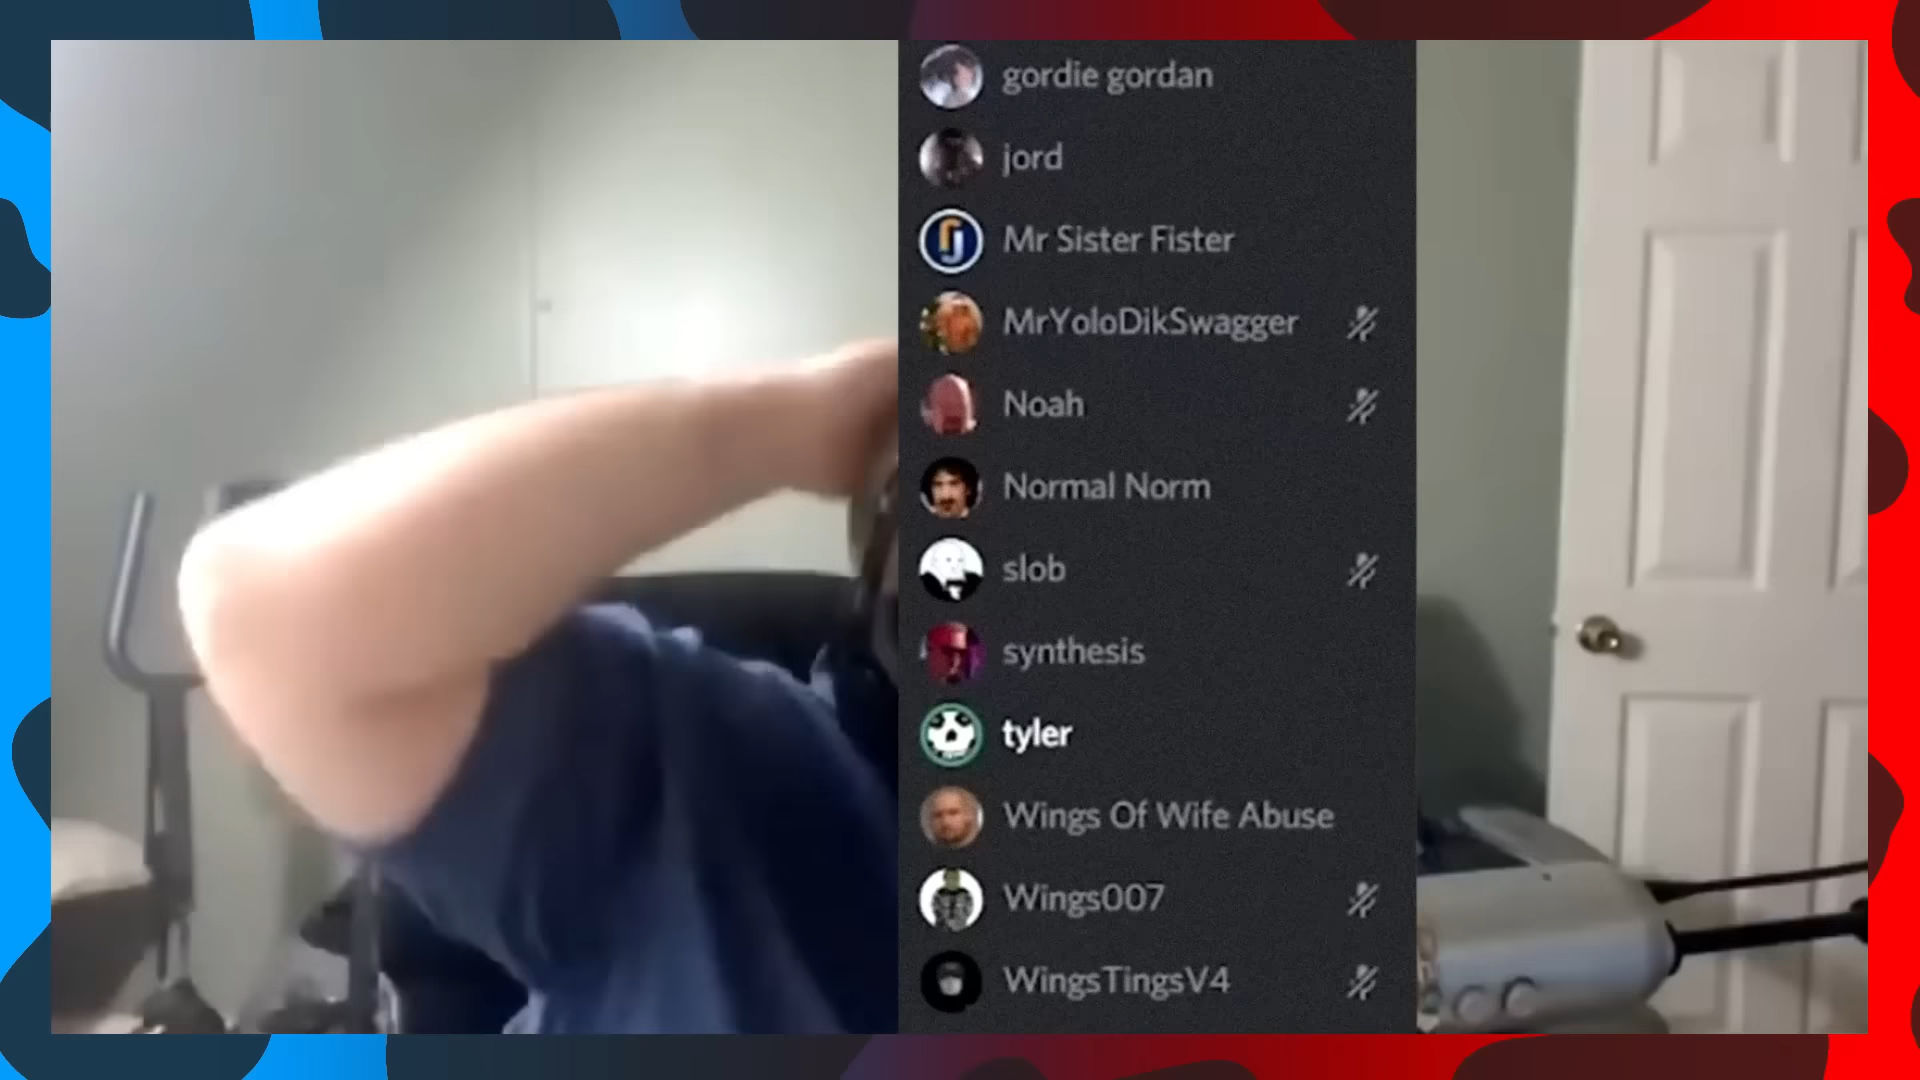 gordie gordan
jord
Mr Sister Fister
MrYoloDikSwagger
Noah
Normal Norm
slob
synthesis
tyler
Wings Of Wife Abuse
Wings007
WingsTingsV4